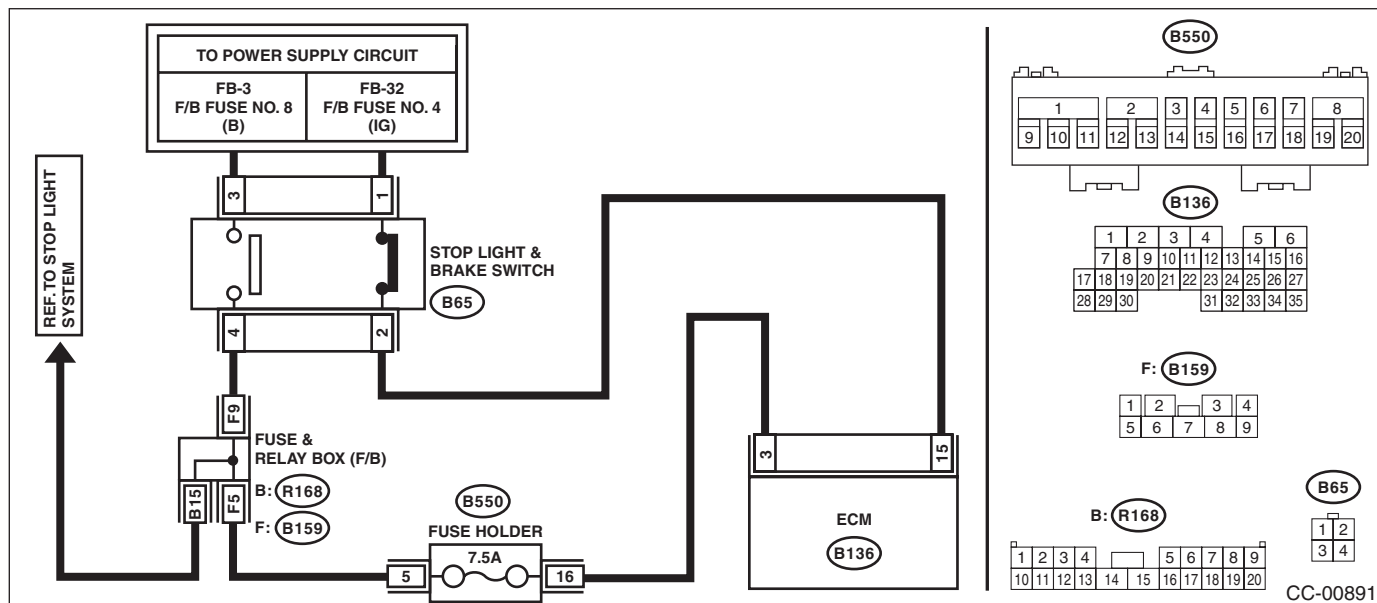 TO POWER SUPPLY CIRCUIT
FB-3
F/B FUSE NO. 8
(B)
FB-32
F/B FUSE NO. 4
(IG)
REF. TO STOP LIGHT
SYSTEM
3
1
STOP LIGHT &
BRAKE SWITCH
B65
4
2
F9
FUSE &
RELAY BOX (F/B)
B15
F5
B: R168
F: B159
B550
FUSE HOLDER
7.5A
5
16
3
15
ECM
B136
B550
1 2 3 4 5 6 7 8
9 10 11 12 13 14 15 16 17 18 19 20
B136
1 2 3 4 5 6
7 8 9 10 11 12 13 14 15 16
17 18 19 20 21 22 23 24 25 26 27
28 29 30 31 32 33 34 35
F: B159
1 2 3 4
5 6 7 8 9
B65
1 2
3 4
B: R168
1 2 3 4 5 6 7 8 9
10 11 12 13 14 15 16 17 18 19 20
CC-00891